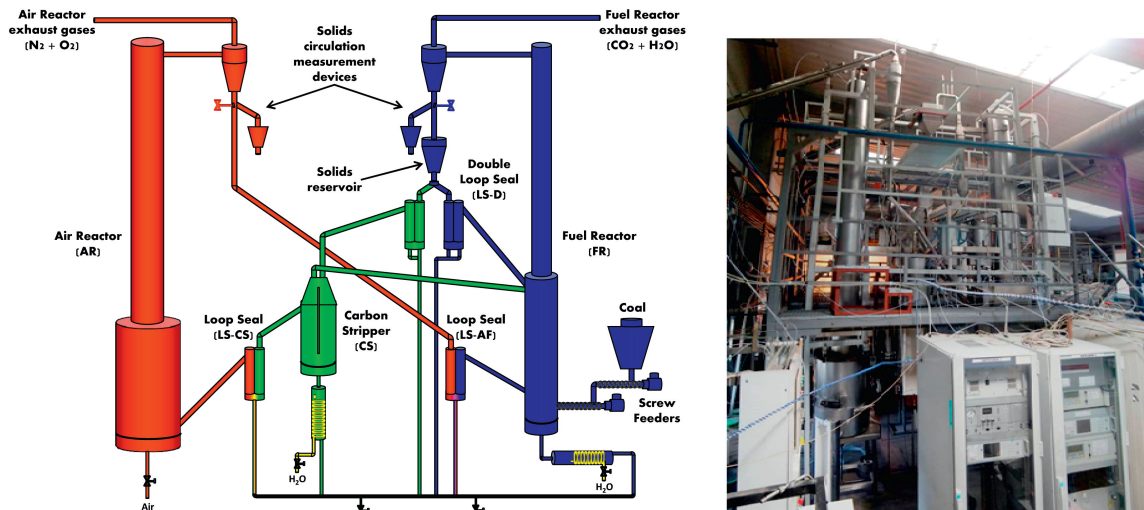 Air Reactor
exhaust gases
(N2 + O2)
Solids
circulation
measurement
devices
Fuel Reactor
exhaust gases
(CO2 + H2O)
Solids
reservoir
Double
Loop Seal
(LS-D)
Air Reactor
(AR)
Fuel Reactor
(FR)
Loop Seal
(LS-CS)
Carbon
Stripper
(CS)
Loop Seal
(LS-AF)
Coal
Screw
Feeders
H2O
H2O
Air